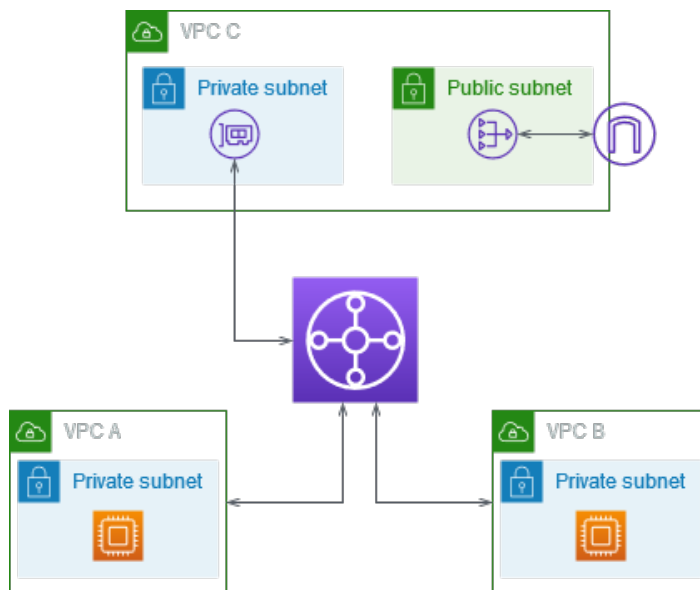 VPC C
Private subnet
Public subnet
VPC A
Private subnet
VPC B
Private subnet